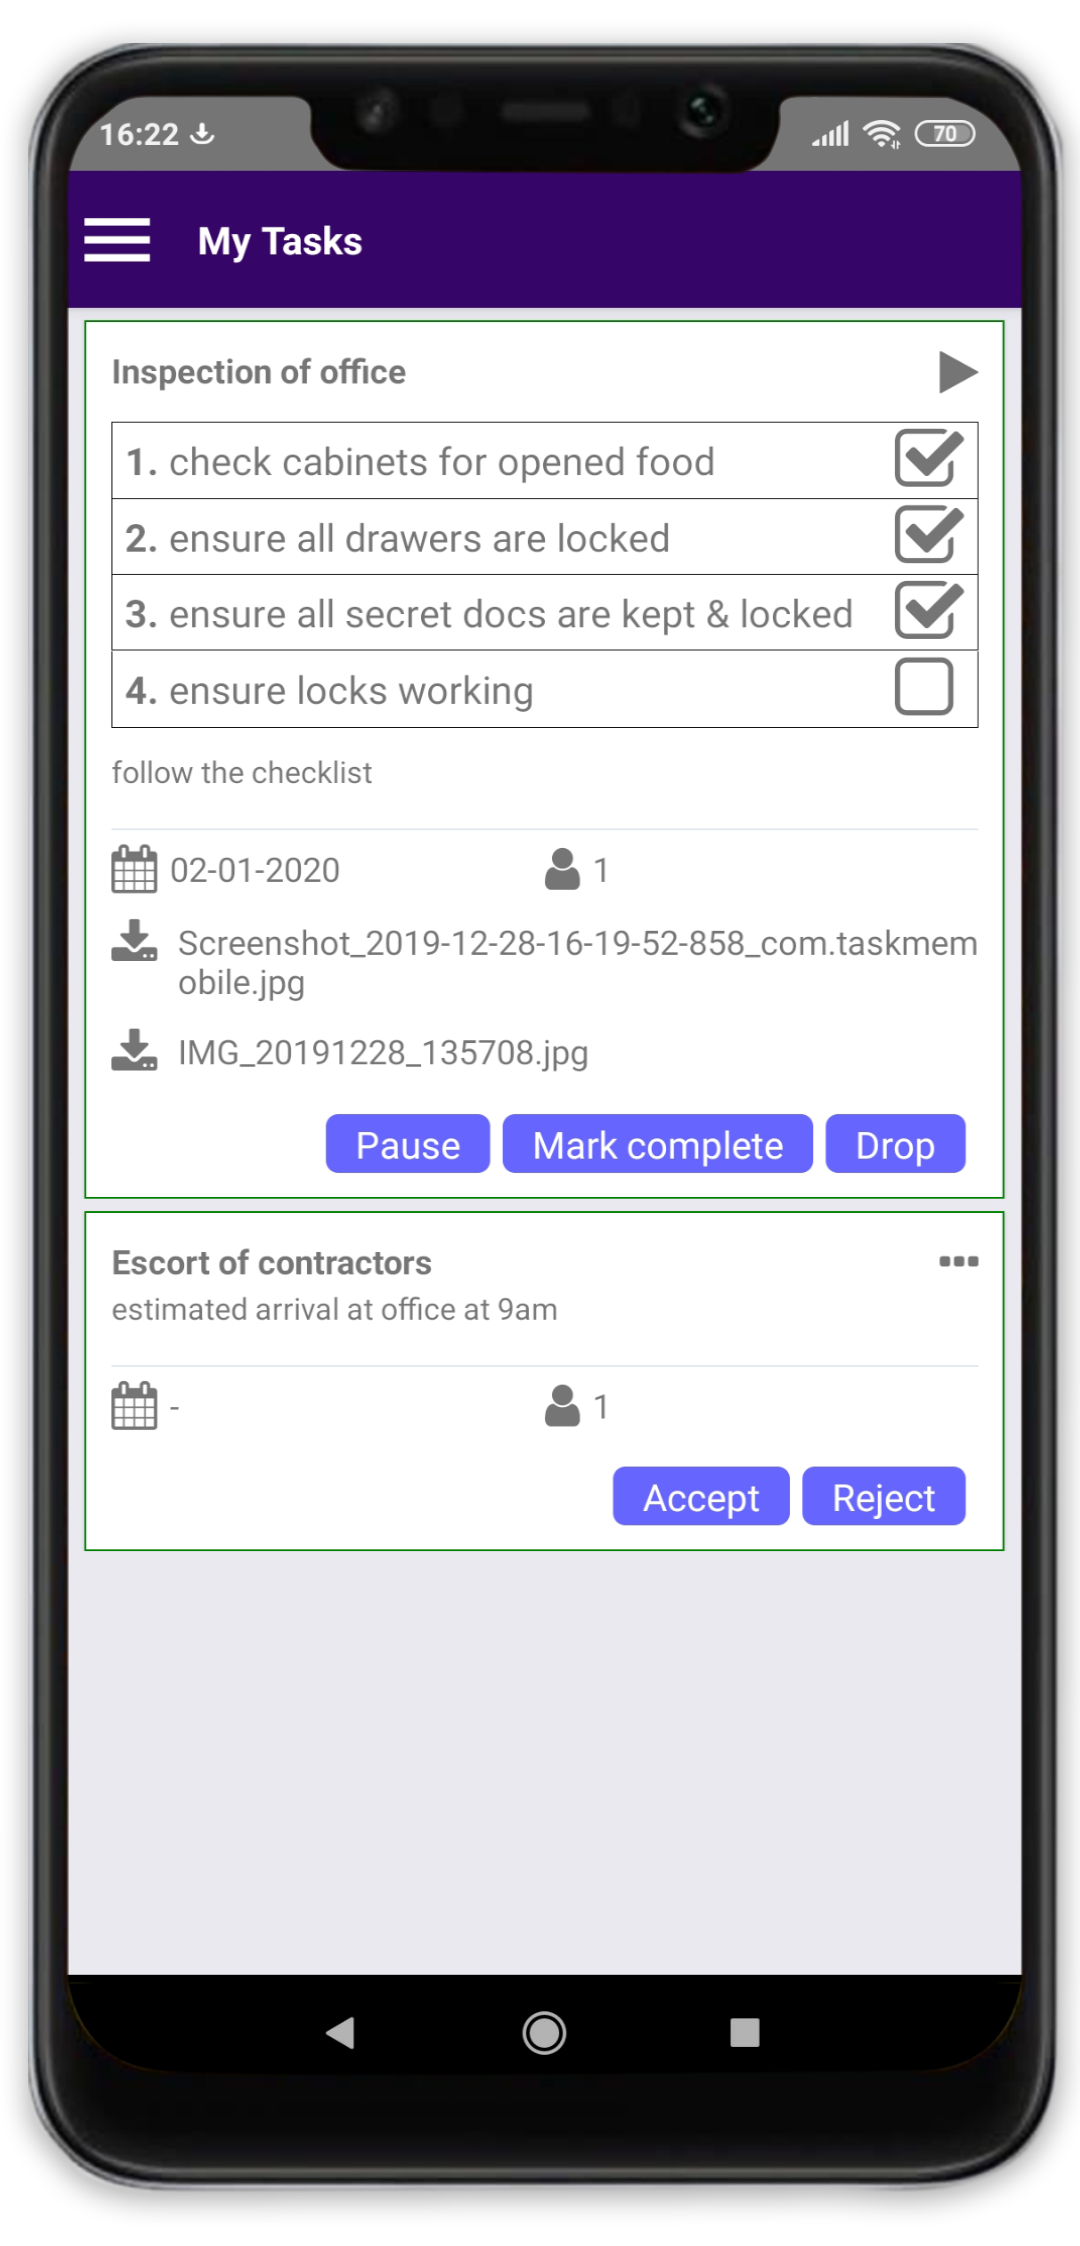 16:22
70
My Tasks
Inspection of office
1. check cabinets for opened food
2. ensure all drawers are locked
3. ensure all secret docs are kept & locked
4. ensure locks working
follow the checklist
02-01-2020 1
Screenshot_2019-12-28-16-19-52-858_com.taskmem
obile.jpg
IMG_20191228_135708.jpg
Pause Mark complete Drop
Escort of contractors
estimated arrival at office at 9am
- 1
Accept Reject